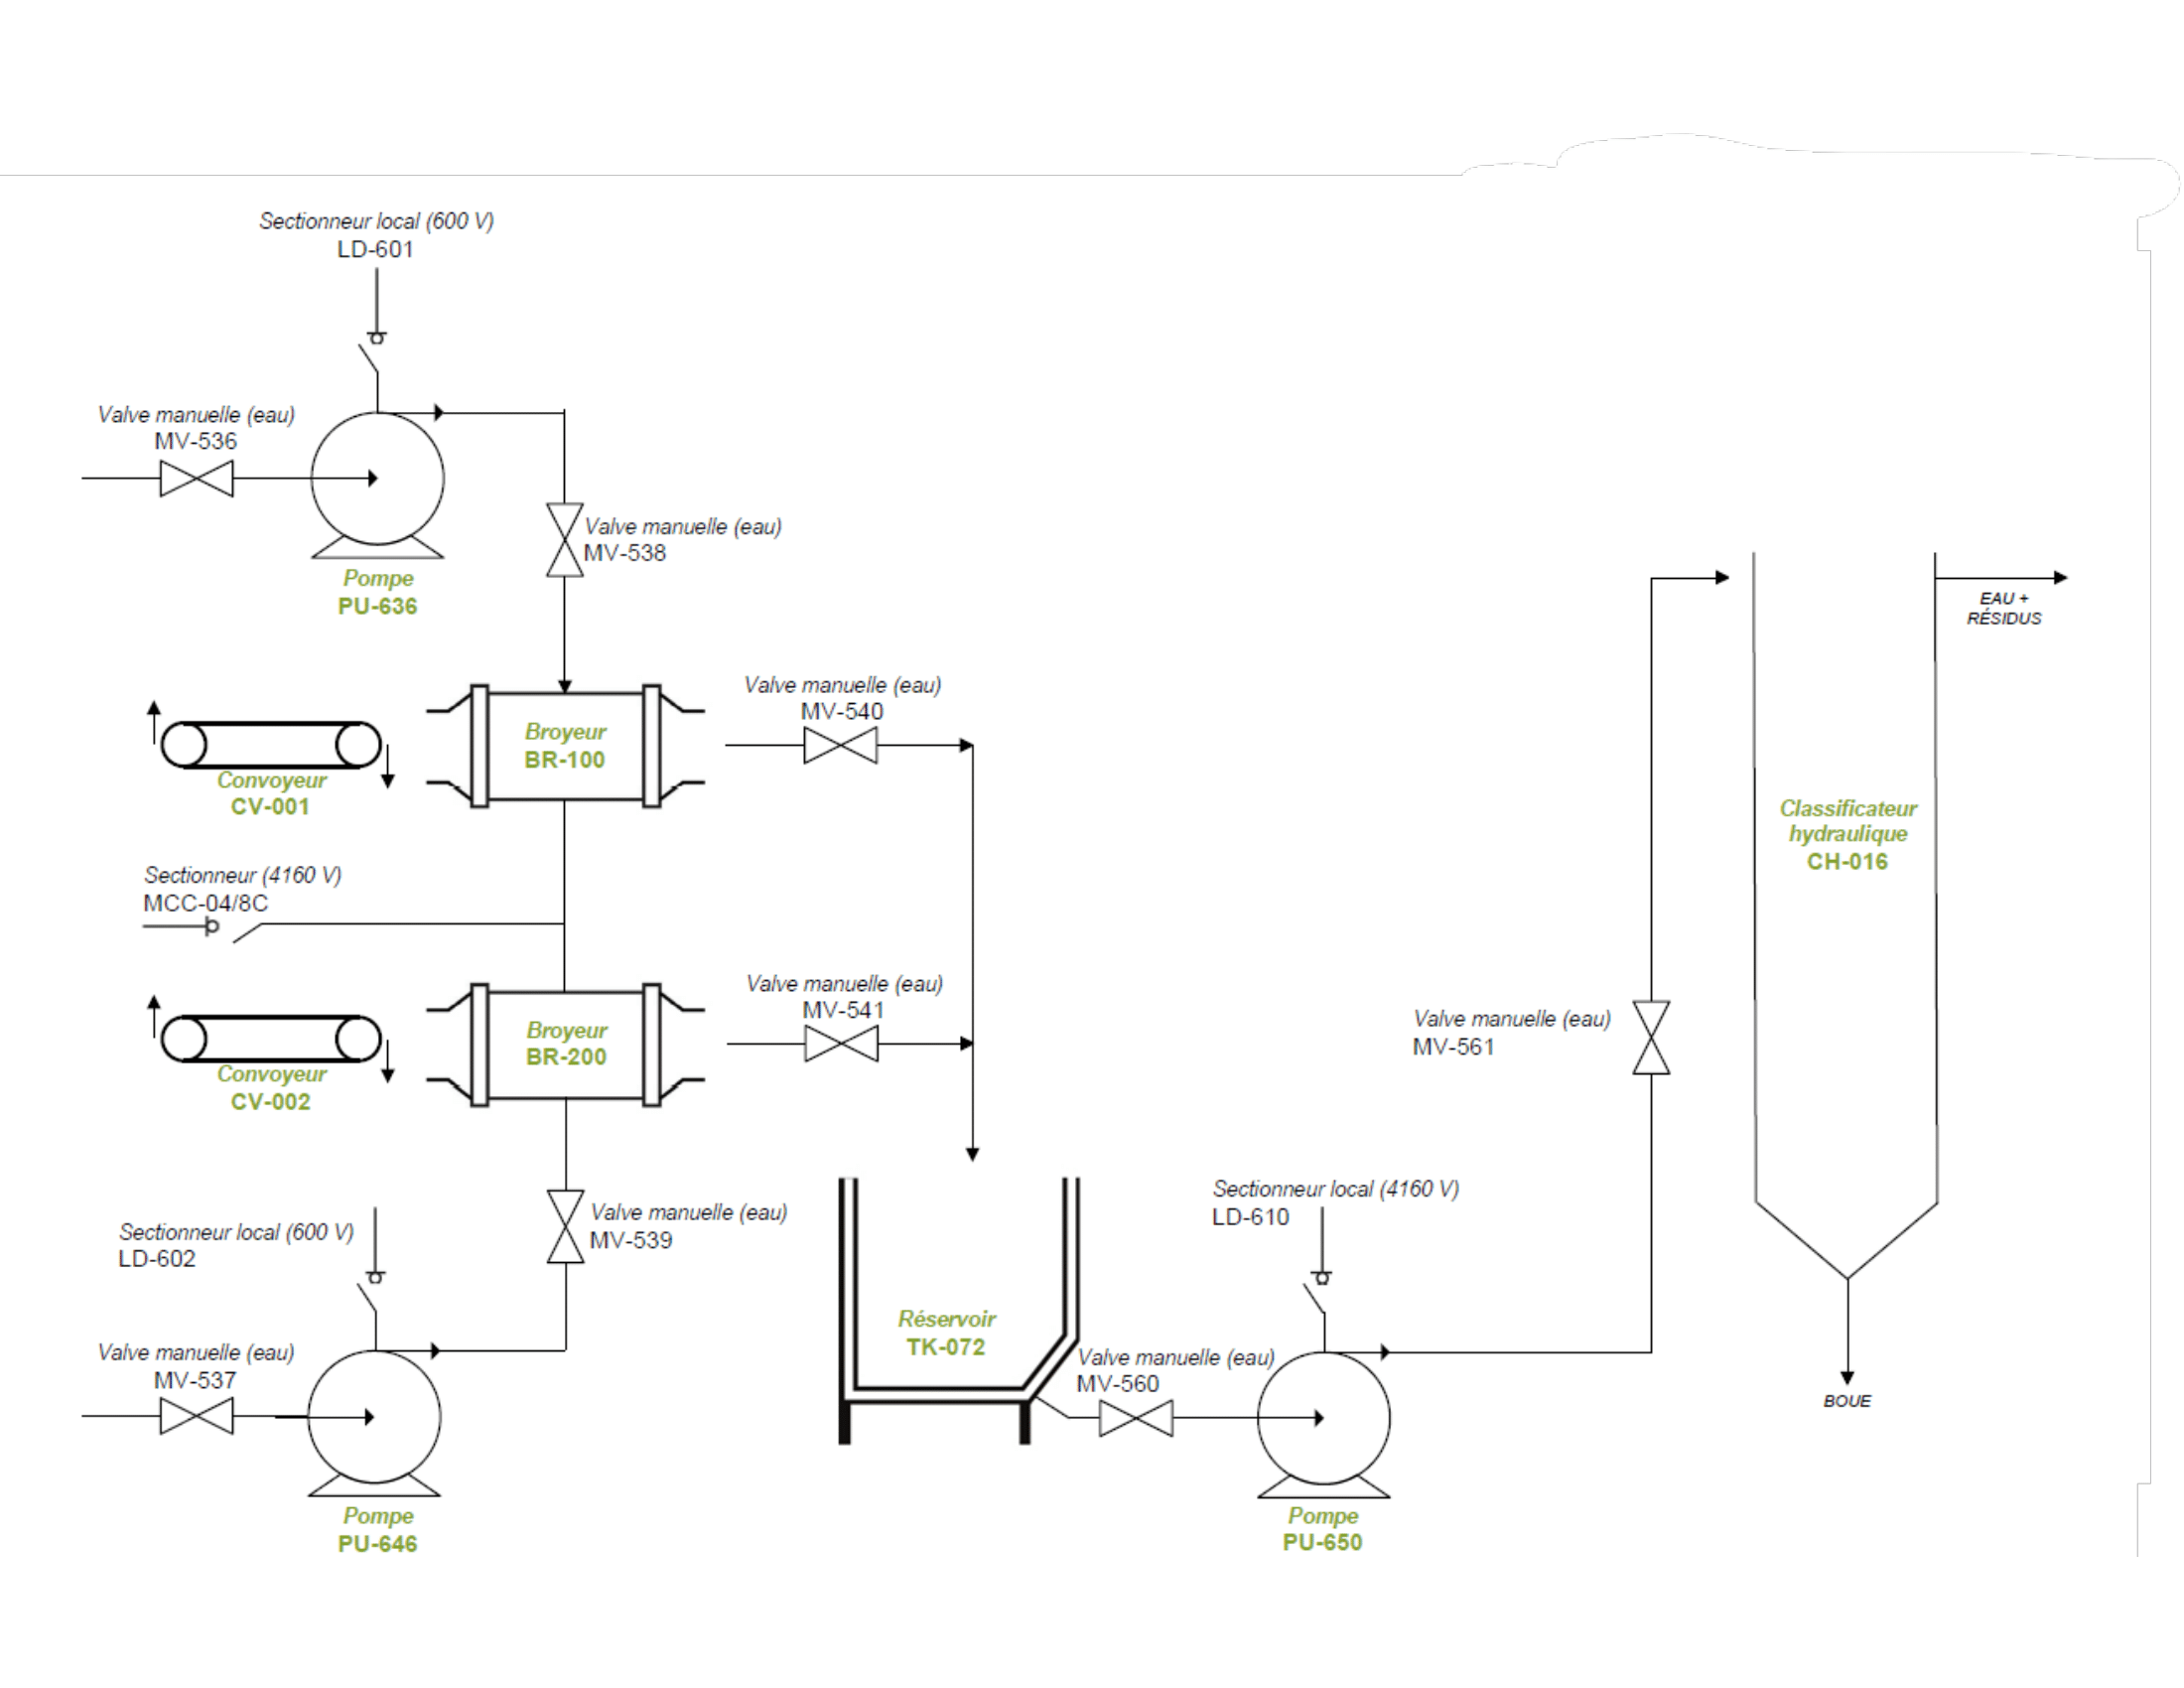 Sectionneur local (600 V)
LD-601
Valve manuelle (eau)
MV-536
Valve manuelle (eau)
MV-538
Pompe
PU-636
EAU +
RÉSIDUS
Valve manuelle (eau)
MV-540
Broyeur
BR-100
Convoyeur
CV-001
Classificateur
hydraulique
CH-016
Sectionneur (4160 V)
MCC-04/8C
Valve manuelle (eau)
MV-541
Broyeur
BR-200
Valve manuelle (eau)
MV-561
Convoyeur
CV-002
Sectionneur local (4160 V)
LD-610
Valve manuelle (eau)
MV-539
Sectionneur local (600 V)
LD-602
Réservoir
TK-072
Valve manuelle (eau)
MV-537
Valve manuelle (eau)
MV-560
BOUE
Pompe
PU-646
Pompe
PU-650